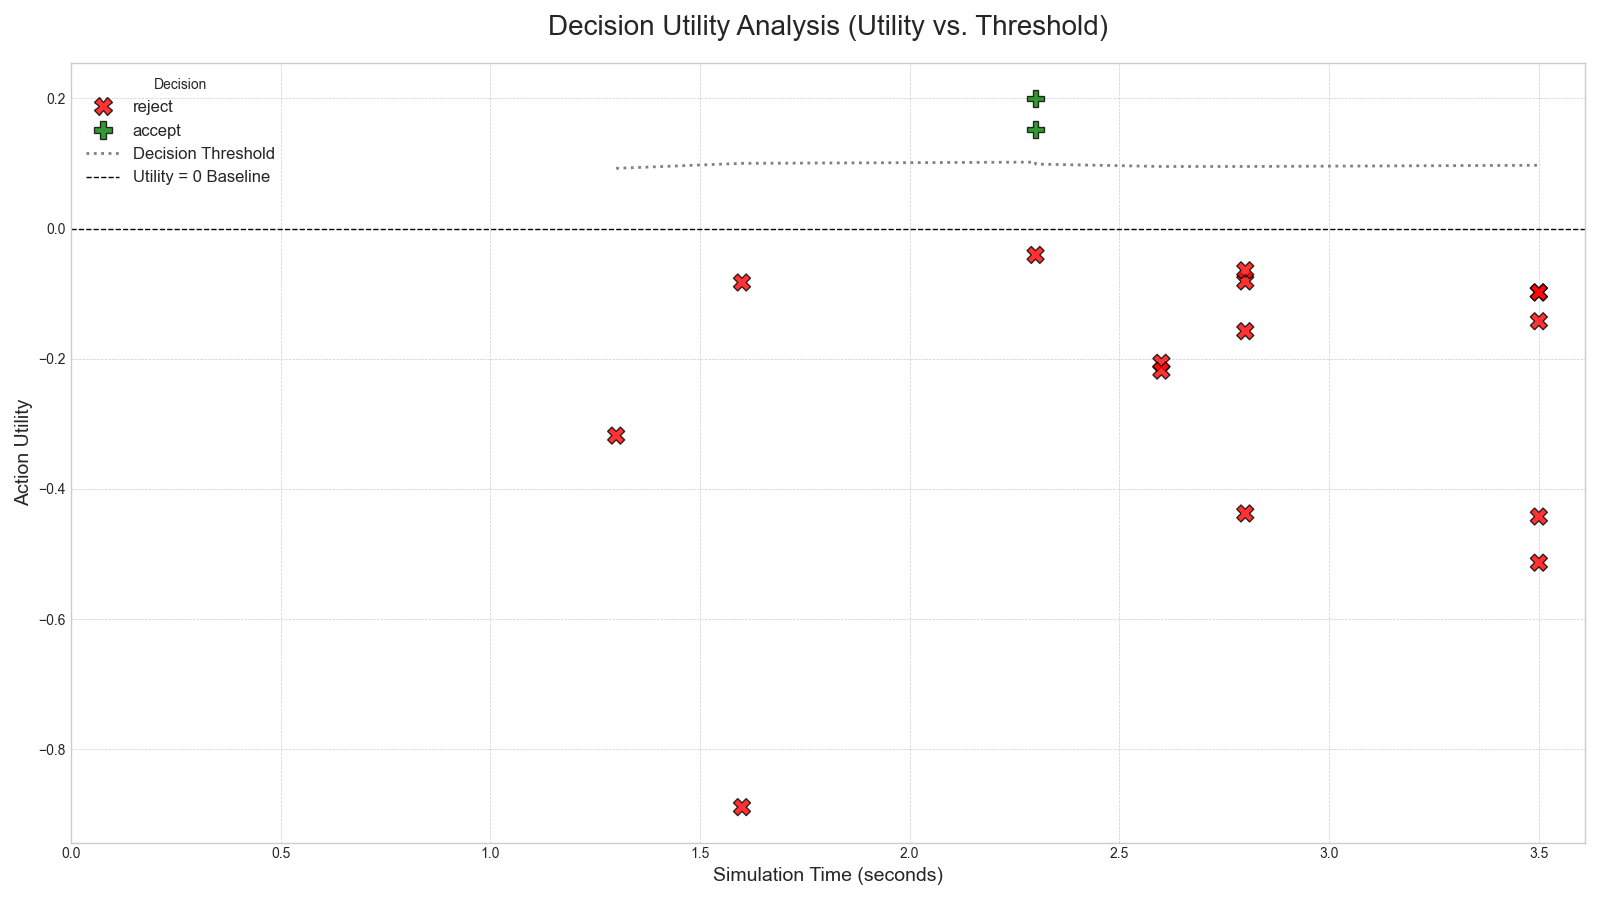 Decision Utility Analysis (Utility vs. Threshold)
Decision
reject
accept
Decision Threshold
Utility = 0 Baseline
Action Utility
0.2
0.0
−0.2
−0.4
−0.6
−0.8
0.0 0.5 1.0 1.5 2.0 2.5 3.0 3.5
Simulation Time (seconds)